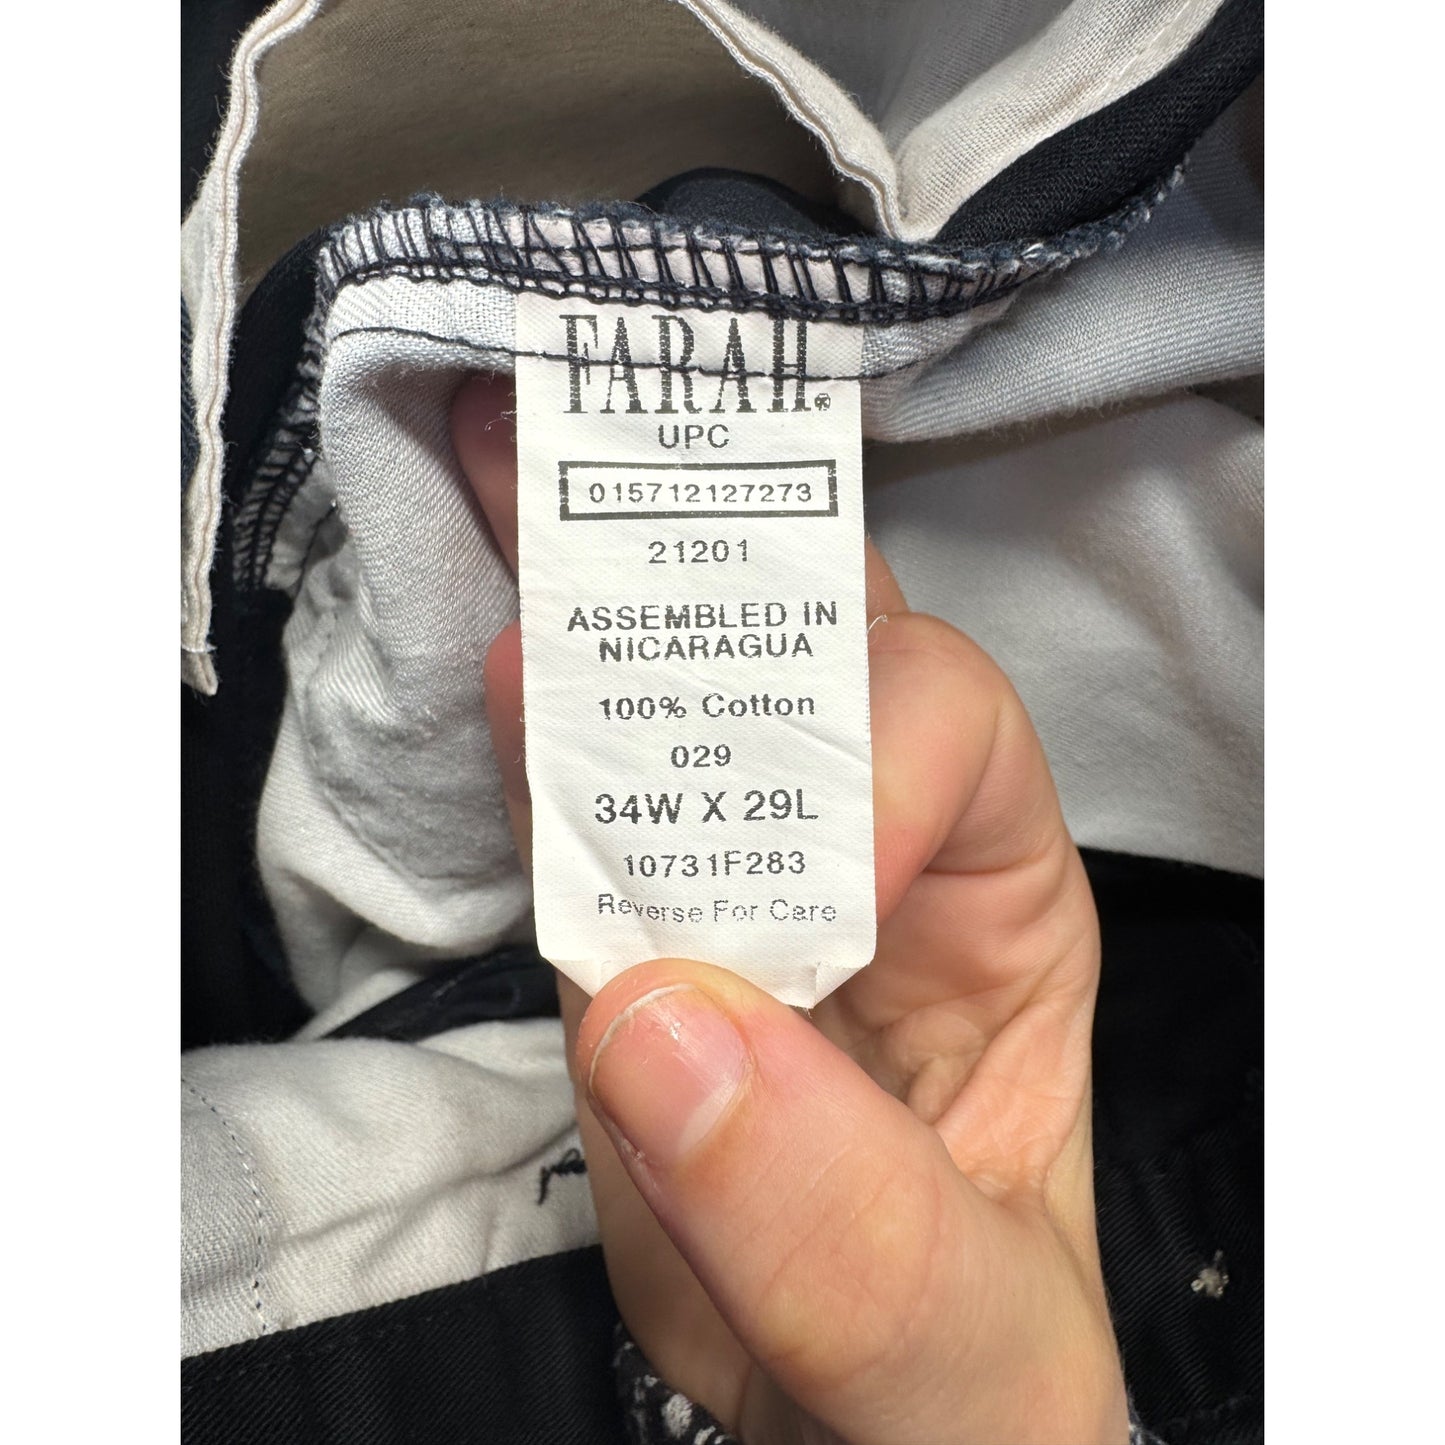 FARAH®
UPC
015712127273
21201
ASSEMBLED IN
NICARAGUA
100% Cotton
029
34W X 29L
10731F283
Reverse For Care